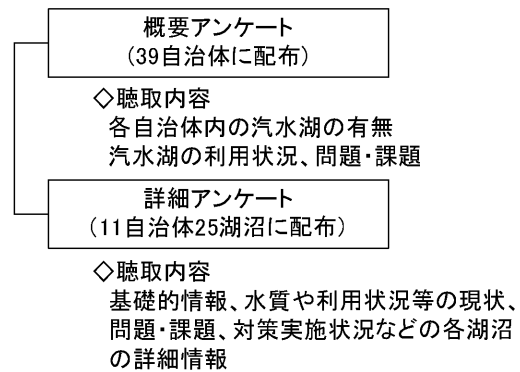 概要アンケート
(39自治体に配布)
◇聴取内容
各自治体内の汽水湖の有無
汽水湖の利用状況、問題・課題
詳細アンケート
(11自治体25湖沼に配布)
◇聴取内容
基礎的情報、水質や利用状況等の現状、
問題・課題、対策実施状況などの各湖沼
の詳細情報